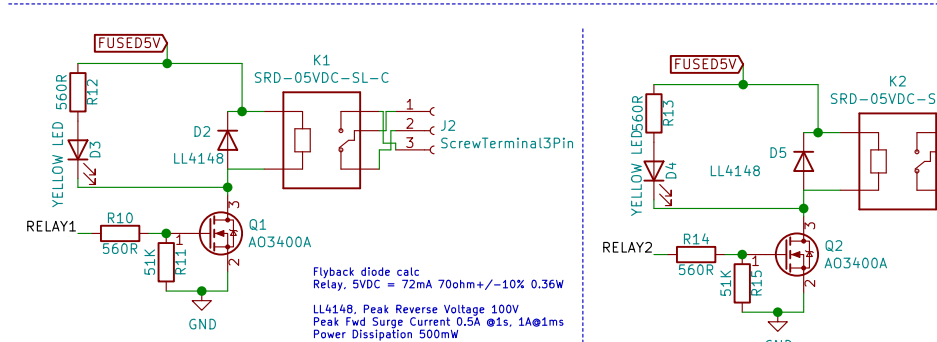 FUSED5V
K1
SRD-05VDC-SL-C
560R
R12
YELLOW LED
D3
D2
LL4148
1
2
3
J2
ScrewTerminal3Pin
RELAY1
R10
560R
1
51K
R11
3
Q1
AO3400A
2
GND
Flyback diode calc
Relay, 5VDC = 72mA 70ohm+/-10% 0.36W
LL4148, Peak Reverse Voltage 100V
Peak Fwd Surge Current 0.5A @1s, 1A@1ms
Power Dissipation 500mW
FUSED5V
K2
SRD-05VDC-S
560R
R13
YELLOW LED
D4
D5
LL4148
RELAY2
R14
560R
1
51K
R15
3
Q2
AO3400A
2